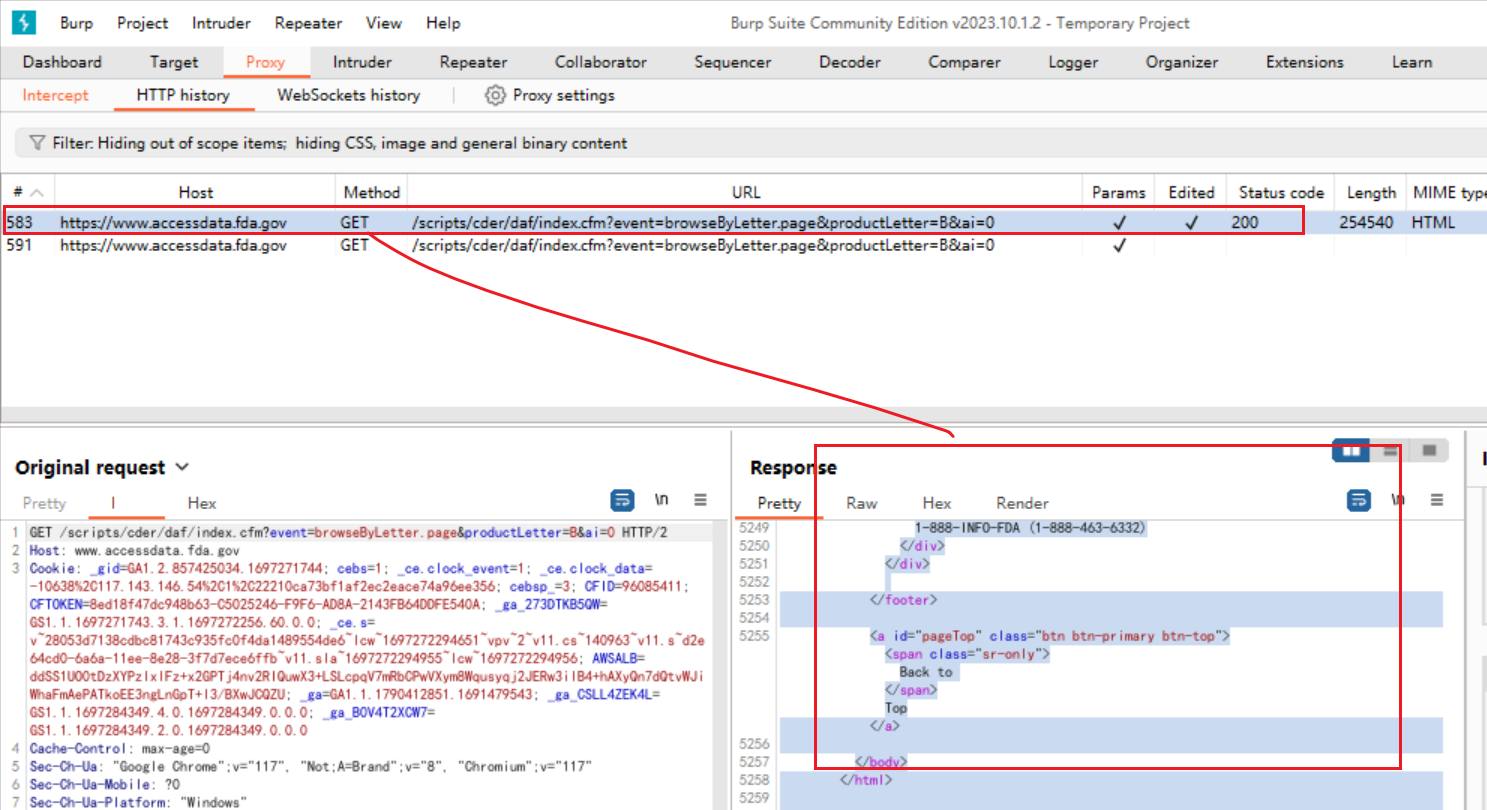 Burp Project Intruder Repeater View Help Burp Suite Community Edition v2023.10.1.2 - Temporary Project
Dashboard Target Proxy Intruder Repeater Collaborator Sequencer Decoder Comparer Logger Organizer Extensions Learn
Intercept HTTP history WebSockets history Proxy settings
Filter: Hiding out of scope items; hiding CSS, image and general binary content
# Host Method URL Params Edited Status code Length MIME type
583 https://www.accessdata.fda.gov GET /scripts/cder/daf/index.cfm?event=browseByLetter.page&productLetter=B&ai=0 ✓ ✓ 200 254540 HTML
591 https://www.accessdata.fda.gov GET /scripts/cder/daf/index.cfm?event=browseByLetter.page&productLetter=B&ai=0 ✓
Original request
Pretty Hex \n
1 GET /scripts/cder/daf/index.cfm?event=browseByLetter.page&productLetter=B&ai=0 HTTP/2
2 Host: www.accessdata.fda.gov
3 Cookie: _gid=GA1.2.857425034.1697271744; cebs=1; _ce.clock_event=1; _ce.clock_data=
-10638%2C117.143.146.54%2C1%2C22210ca73bf1af2ec2eace74a96ee356; cebsp_=3; CFID=96085411;
CFTOKEN=8ed18f47dc948b63-C5025246-F9F6-AD8A-2143FB64DDFE540A; _ga_273DTKB5QW=
GS1.1.1697271743.3.1.1697272256.60.0.0; _ce.s=
v~28053d7138cdbc81743c935fc0f4da1489554de6~lcw~1697272294651~vpv~2~v11.cs~140963~v11.s~d2e
64cd0-6a6a-11ee-8e28-3f7d7ece6ffb~v11.sla~1697272294955~lcw~1697272294956; AWSALB=
_ga=GA1.1.1790412851.1691479543; _ga_CSLL4ZEK4L=
GS1.1.1697284349.4.0.1697284349.0.0.0;
GS1.1.1697284349.2.0.1697284349.0.0.0
4 Cache-Control: max-age=0
5 Sec-Ch-Ua: "Google Chrome";v="117", "Not;A=Brand";v="8", "Chromium";v="117"
6 Sec-Ch-Ua-Mobile: ?0
7 Sec-Ch-Ua-Platform: "Windows"
Response
Pretty Raw Hex Render \n
5249 1-888-INFO-FDA (1-888-463-6332)
5250 </div>
5251 </div>
5252
5253 </footer>
5254
5255 <a id="pageTop" class="btn btn-primary btn-top">
<span class="sr-only">
Back to
</span>
Top
</a>
5256
5257 </body>
5258 </html>
5259